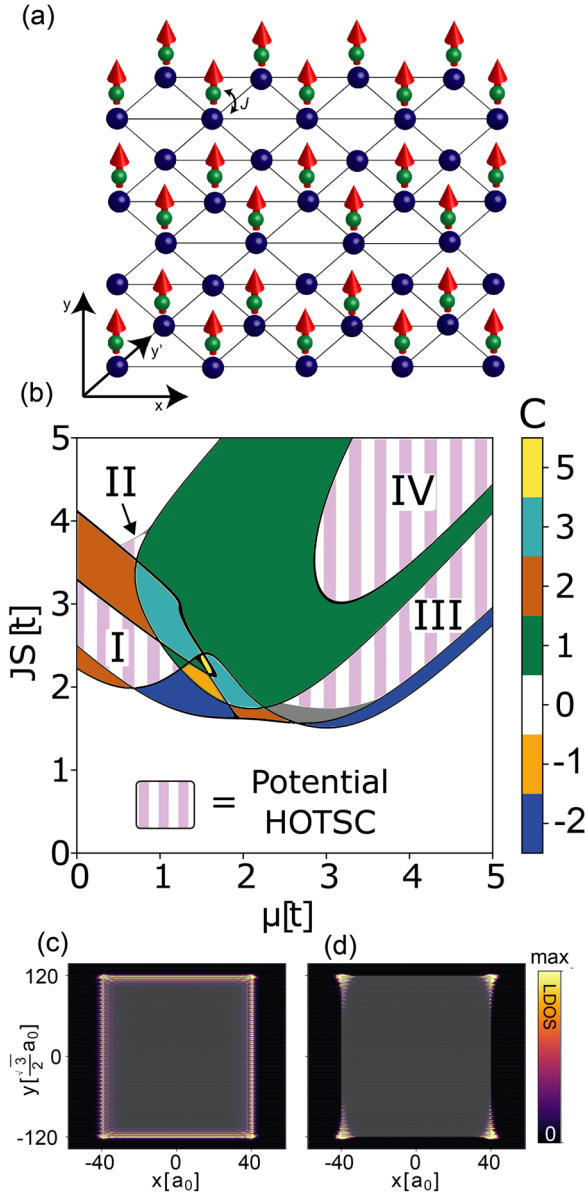 (a)
J
y
y'
x
(b)
C
5
4
3
2
1
0
JS[t]
II
IV
III
I
= Potential
HOTSC
0 1 2 3 4 5
μ[t]
5
3
2
1
0
-1
-2
(c)
(d)
120
0
-120
y[√3/2 a₀]
-40 0 40
x[a₀]
-40 0 40
x[a₀]
max
LDOS
0